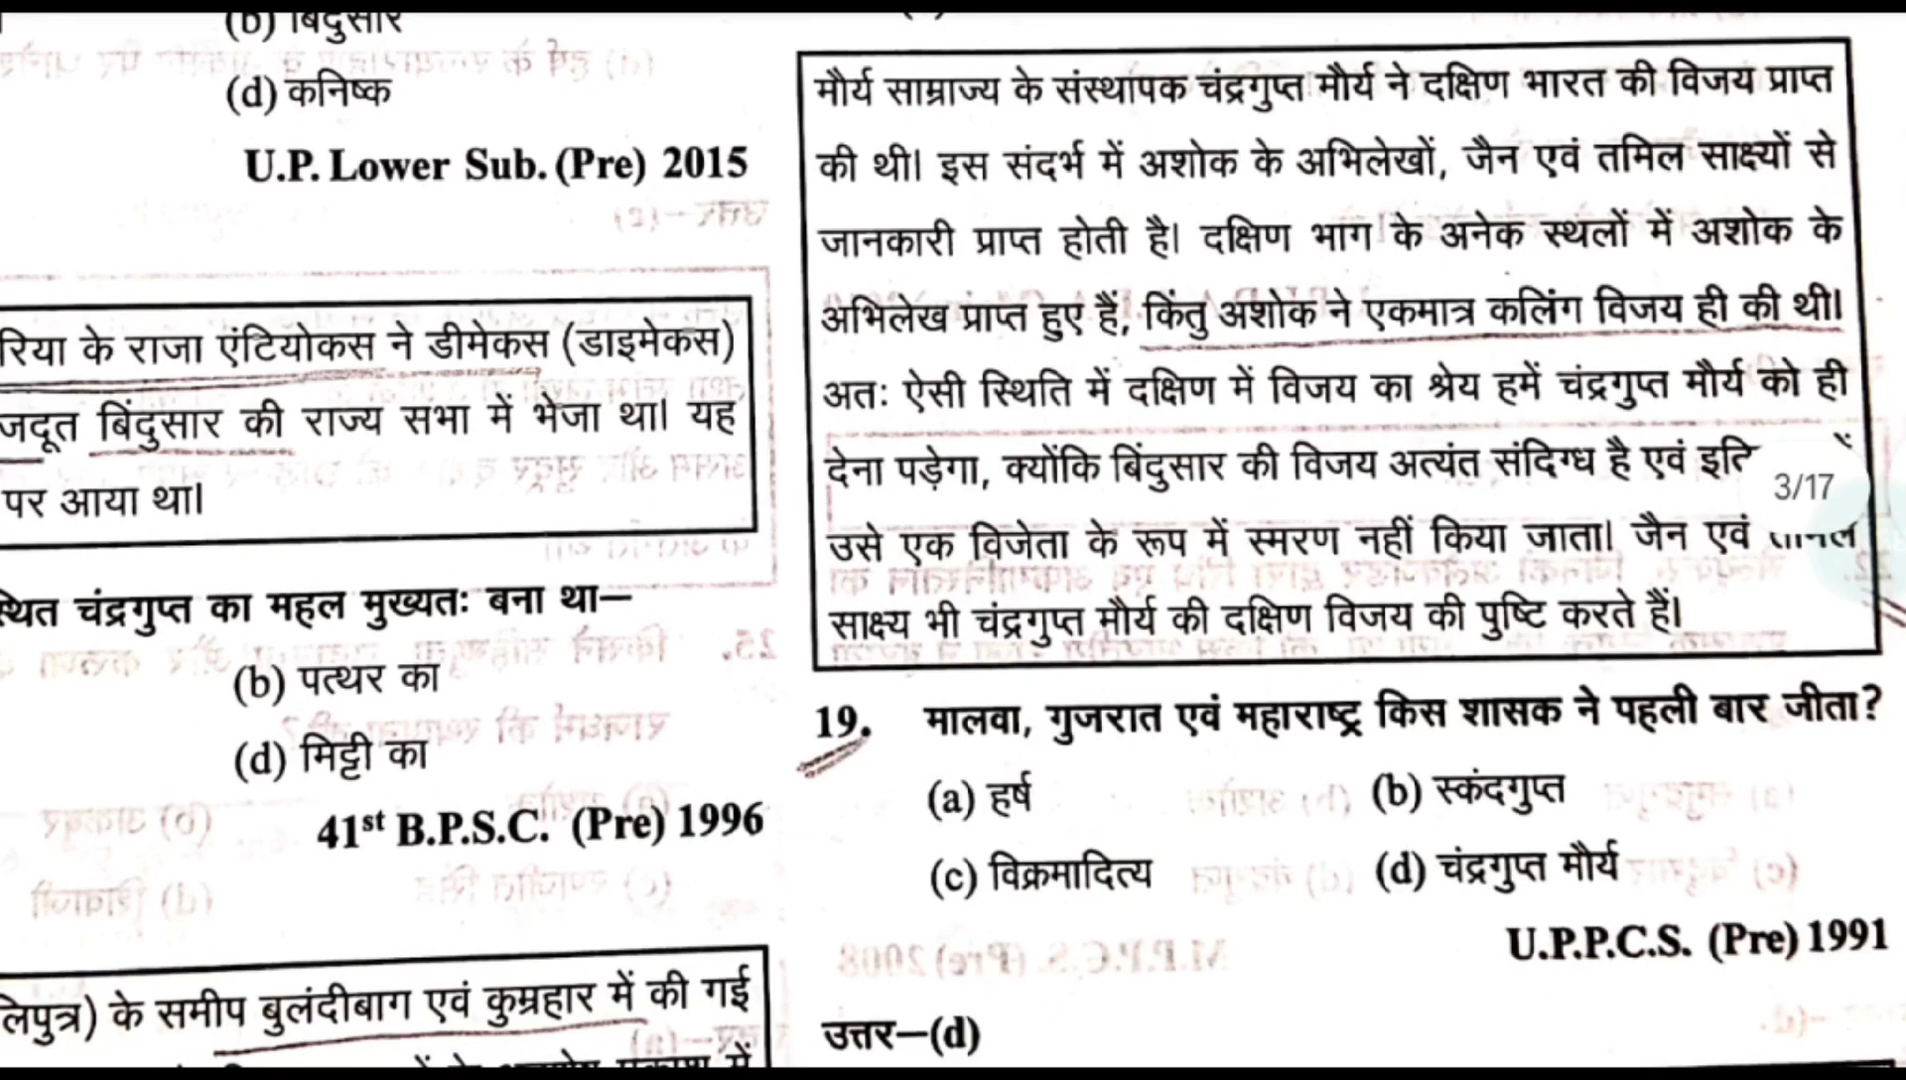 (b) बिंदुसार
(d) कनिष्क
U.P. Lower Sub. (Pre) 2015
रिया के राजा एंटियोकस ने डीमेकस (डाइमेकस)
जदूत बिंदुसार की राज्य सभा में भेजा था। यह
पर आया था।
स्थित चंद्रगुप्त का महल मुख्यतः बना था—
(b) पत्थर का
(d) मिट्टी का
41st B.P.S.C. (Pre) 1996
लिपुत्र) के समीप बुलंदीबाग एवं कुम्रहार में की गई
मौर्य साम्राज्य के संस्थापक चंद्रगुप्त मौर्य ने दक्षिण भारत की विजय प्राप्त
की थी। इस संदर्भ में अशोक के अभिलेखों, जैन एवं तमिल साक्ष्यों से
जानकारी प्राप्त होती है। दक्षिण भाग के अनेक स्थलों में अशोक के
अभिलेख प्राप्त हुए हैं, किंतु अशोक ने एकमात्र कलिंग विजय ही की थी।
अतः ऐसी स्थिति में दक्षिण में विजय का श्रेय हमें चंद्रगुप्त मौर्य को ही
देना पड़ेगा, क्योंकि बिंदुसार की विजय अत्यंत संदिग्ध है एवं इति
3/17
उसे एक विजेता के रूप में स्मरण नहीं किया जाता। जैन एवं
साक्ष्य भी चंद्रगुप्त मौर्य की दक्षिण विजय की पुष्टि करते हैं।
19. मालवा, गुजरात एवं महाराष्ट्र किस शासक ने पहली बार जीता?
(a) हर्ष (b) स्कंदगुप्त
(c) विक्रमादित्य (d) चंद्रगुप्त मौर्य
U.P.P.C.S. (Pre) 1991
उत्तर—(d)